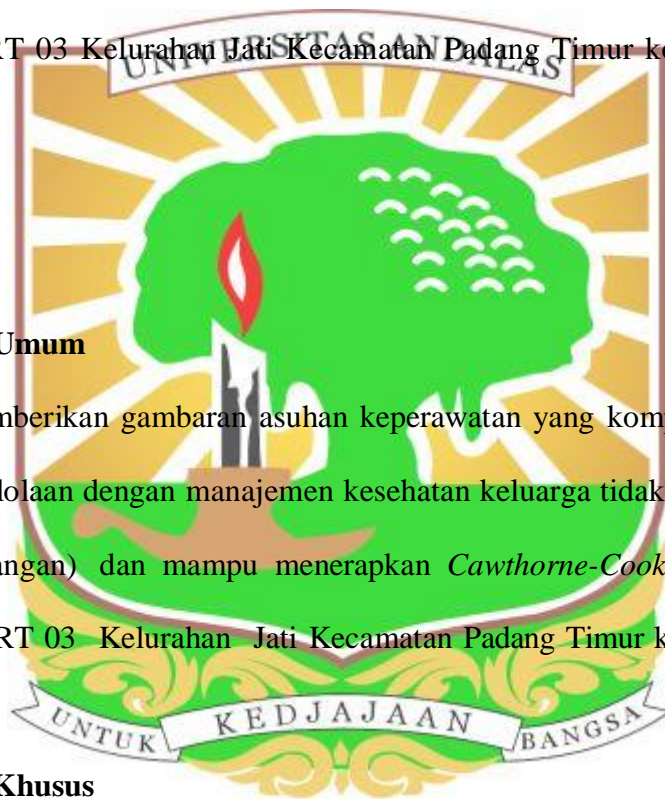 UNIVERSITAS ANDALAS
RT 03 Kelurahan Jati Kecamatan Padang Timur ko
Umum
mberikan gambaran asuhan keperawatan yang komp
lolaan dengan manajemen kesehatan keluarga tidak
angan) dan mampu menerapkan Cawthorne-Cook
RT 03 Kelurahan Jati Kecamatan Padang Timur k
UNTUK KEDJAJAAN BANGSA
Khusus